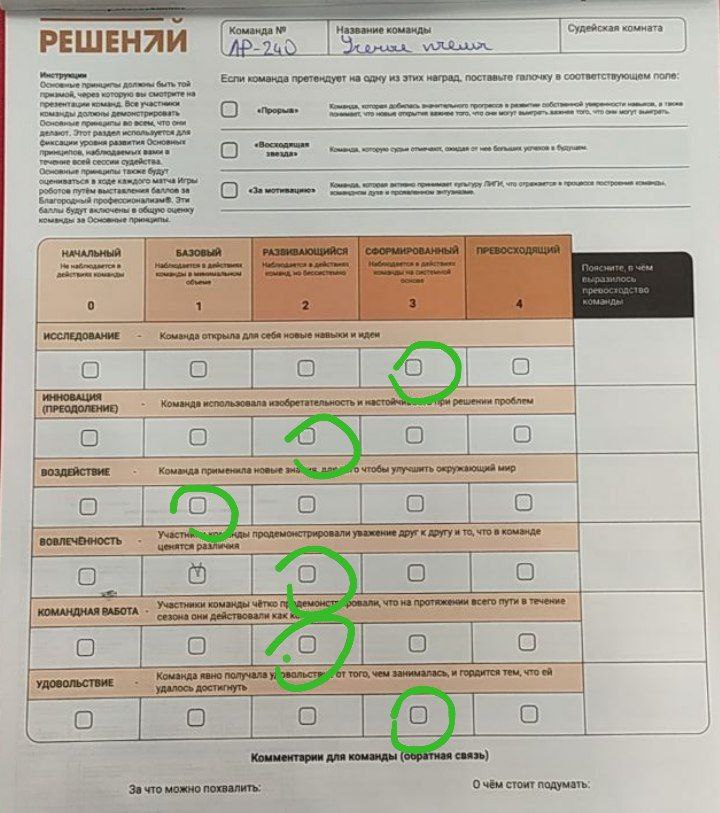 РЕШЕНИЙ
Команда №
ЛР-240
Название команды
Ученое племя
Судейская комната
Инструкции
Основные принципы должны быть той
призмой, через которую вы смотрите на
презентации команд. Все участники
команды должны демонстрировать
Основные принципы во всем, что они
делают. Этот раздел используется для
фиксации уровня развития Основных
принципов, наблюдаемых вами в
течение всей сессии судейства.
Основные принципы также будут
оцениваться в ходе каждого матча Игры
роботов путём выставления баллов за
Благородный профессионализм®. Эти
баллы будут включены в общую оценку
команды за Основные принципы.
Если команда претендует на одну из этих наград, поставьте галочку в соответствующем поле:
«Прорыв»
Команда, которая добилась значительного прогресса в развитии собственной уверенности навыков, а также
понимает, что новые открытия важнее того, что они могут выиграть.важнее того, что они могут выиграть.
«Восходящая
звезда»
Команда, которую судьи отмечают, ожидая от нее больших успехов в будущем.
«За мотивацию»
Команда, которая активно принимает культуру ЛИГИ, что отражается в процессе построения команды,
командном духе и проявленном энтузиазме.
НАЧАЛЬНЫЙ
Не наблюдается в
действиях команды
0
БАЗОВЫЙ
Наблюдается в действиях
команды в минимальном
объеме
1
РАЗВИВАЮЩИЙСЯ
Наблюдается в действиях
команд, но бессистемно
2
СФОРМИРОВАННЫЙ
Наблюдается в действиях
команды на системной
основе
3
ПРЕВОСХОДЯЩИЙ
4
Поясните, в чём
выразилось
превосходство
команды
ИССЛЕДОВАНИЕ - Команда открыла для себя новые навыки и идеи
ИННОВАЦИЯ
(ПРЕОДОЛЕНИЕ) - Команда использовала изобретательность и настойчивость при решении проблем
ВОЗДЕЙСТВИЕ - Команда применила новые знания, для того чтобы улучшить окружающий мир
ВОВЛЕЧЁННОСТЬ - Участники команды продемонстрировали уважение друг к другу и то, что в команде
ценятся различия
КОМАНДНАЯ РАБОТА - Участники команды чётко продемонстрировали, что на протяжении всего пути в течение
сезона они действовали как
УДОВОЛЬСТВИЕ - Команда явно получала удовольствие от того, чем занималась, и гордится тем, что ей
удалось достигнуть
Комментарии для команды (обратная связь)
За что можно похвалить:
О чём стоит подумать: